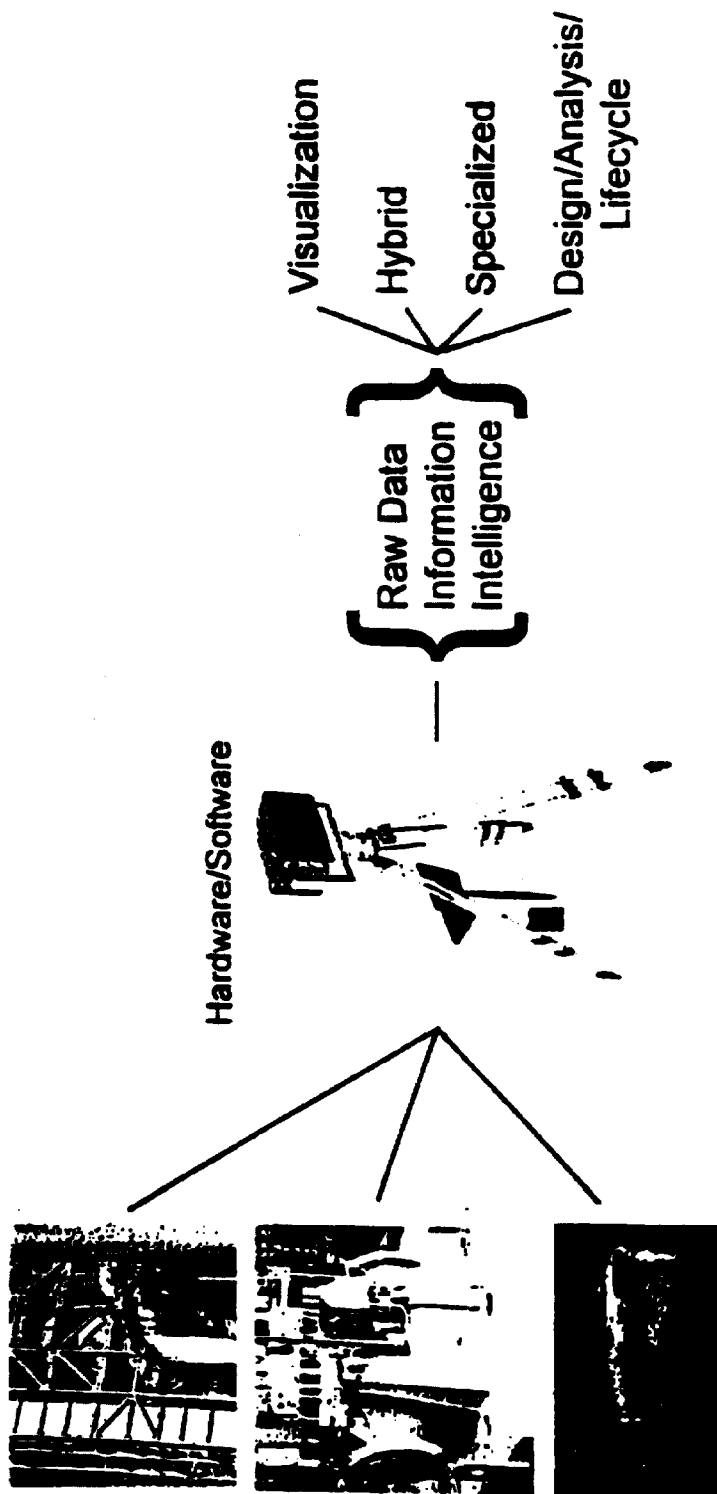 Hardware/Software
Raw Data
Information
Intelligence
Visualization
Hybrid
Specialized
Design/Analysis/
Lifecycle